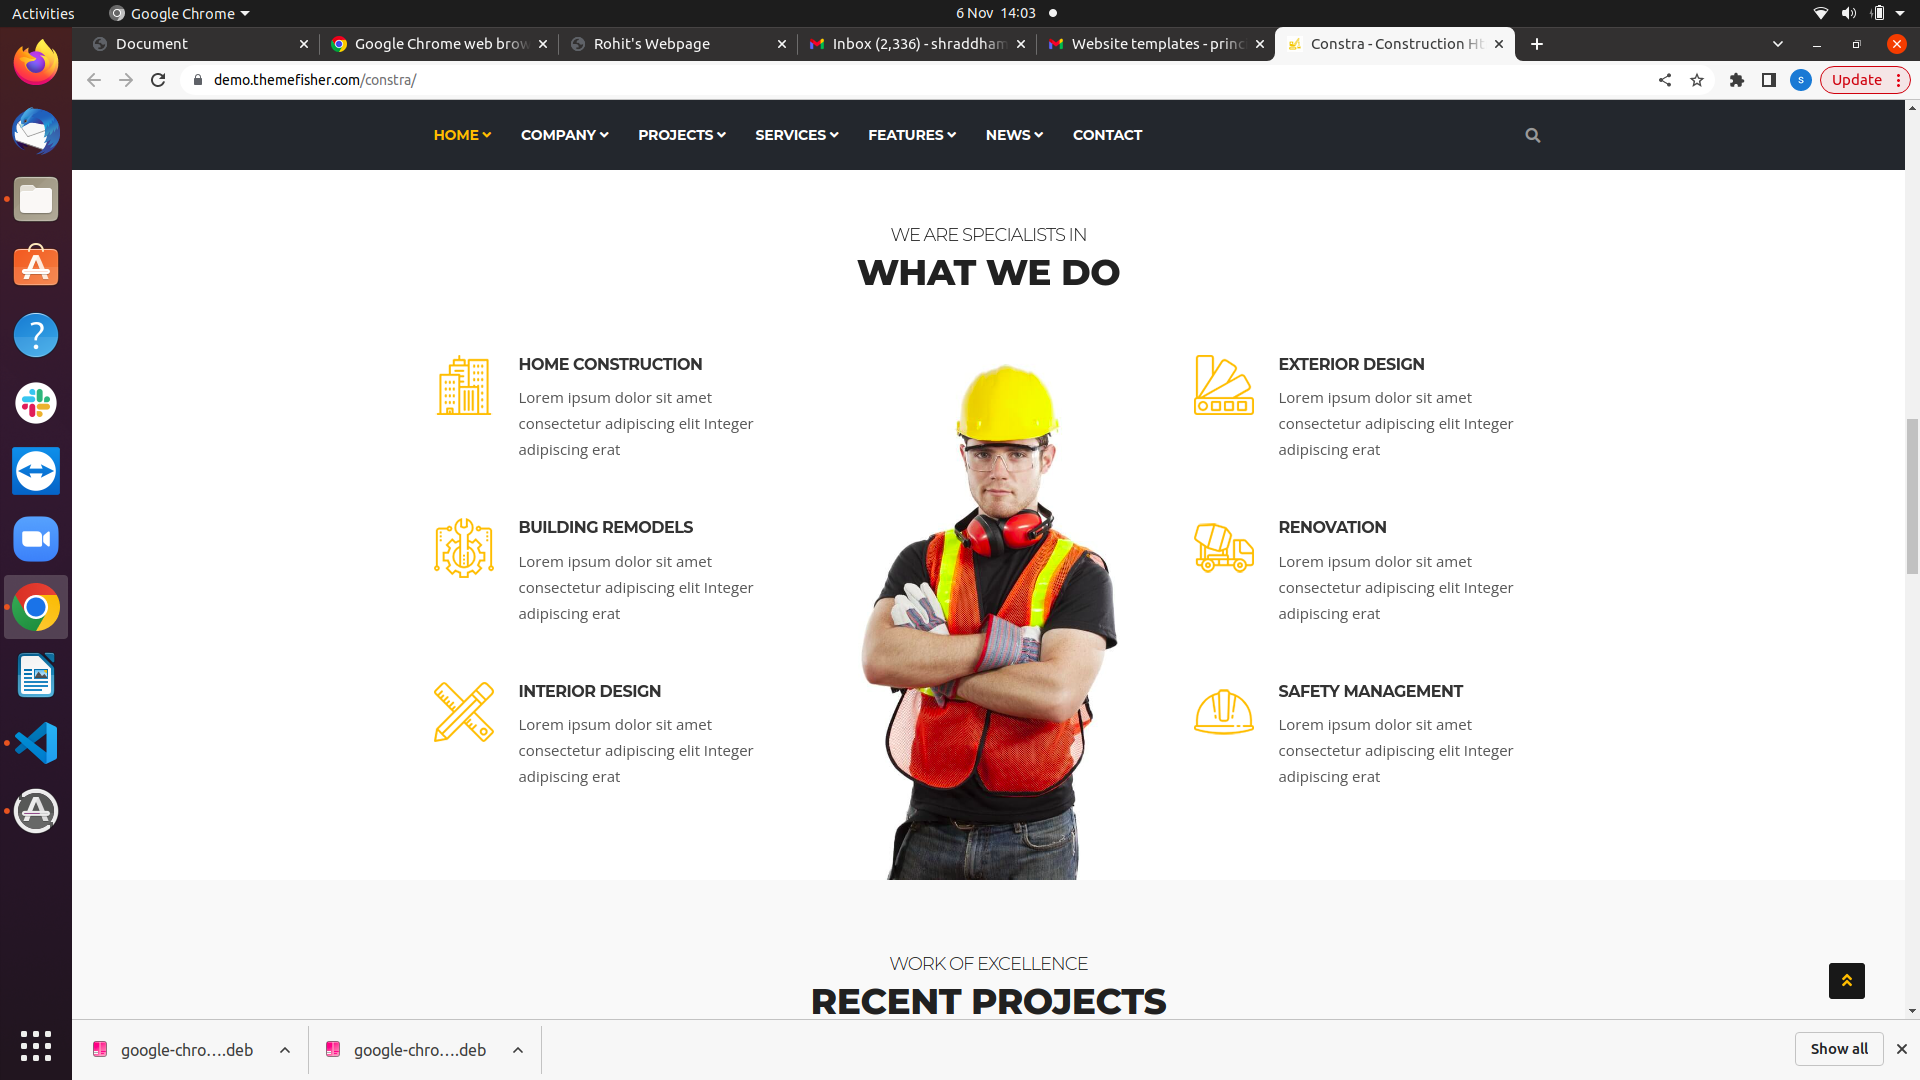 Activities
Google Chrome
6 Nov 14:03
Document
Google Chrome web brow
Rohit's Webpage
Inbox (2,336) - shraddham
Website templates - princ
Constra - Construction Ht
demo.themefisher.com/constra/
S
Update
HOME
COMPANY
PROJECTS
SERVICES
FEATURES
NEWS
CONTACT
WE ARE SPECIALISTS IN
WHAT WE DO
HOME CONSTRUCTION
Lorem ipsum dolor sit amet
consectetur adipiscing elit Integer
adipiscing erat
BUILDING REMODELS
Lorem ipsum dolor sit amet
consectetur adipiscing elit Integer
adipiscing erat
INTERIOR DESIGN
Lorem ipsum dolor sit amet
consectetur adipiscing elit Integer
adipiscing erat
EXTERIOR DESIGN
Lorem ipsum dolor sit amet
consectetur adipiscing elit Integer
adipiscing erat
RENOVATION
Lorem ipsum dolor sit amet
consectetur adipiscing elit Integer
adipiscing erat
SAFETY MANAGEMENT
Lorem ipsum dolor sit amet
consectetur adipiscing elit Integer
adipiscing erat
WORK OF EXCELLENCE
RECENT PROJECTS
google-chro....deb
google-chro....deb
Show all